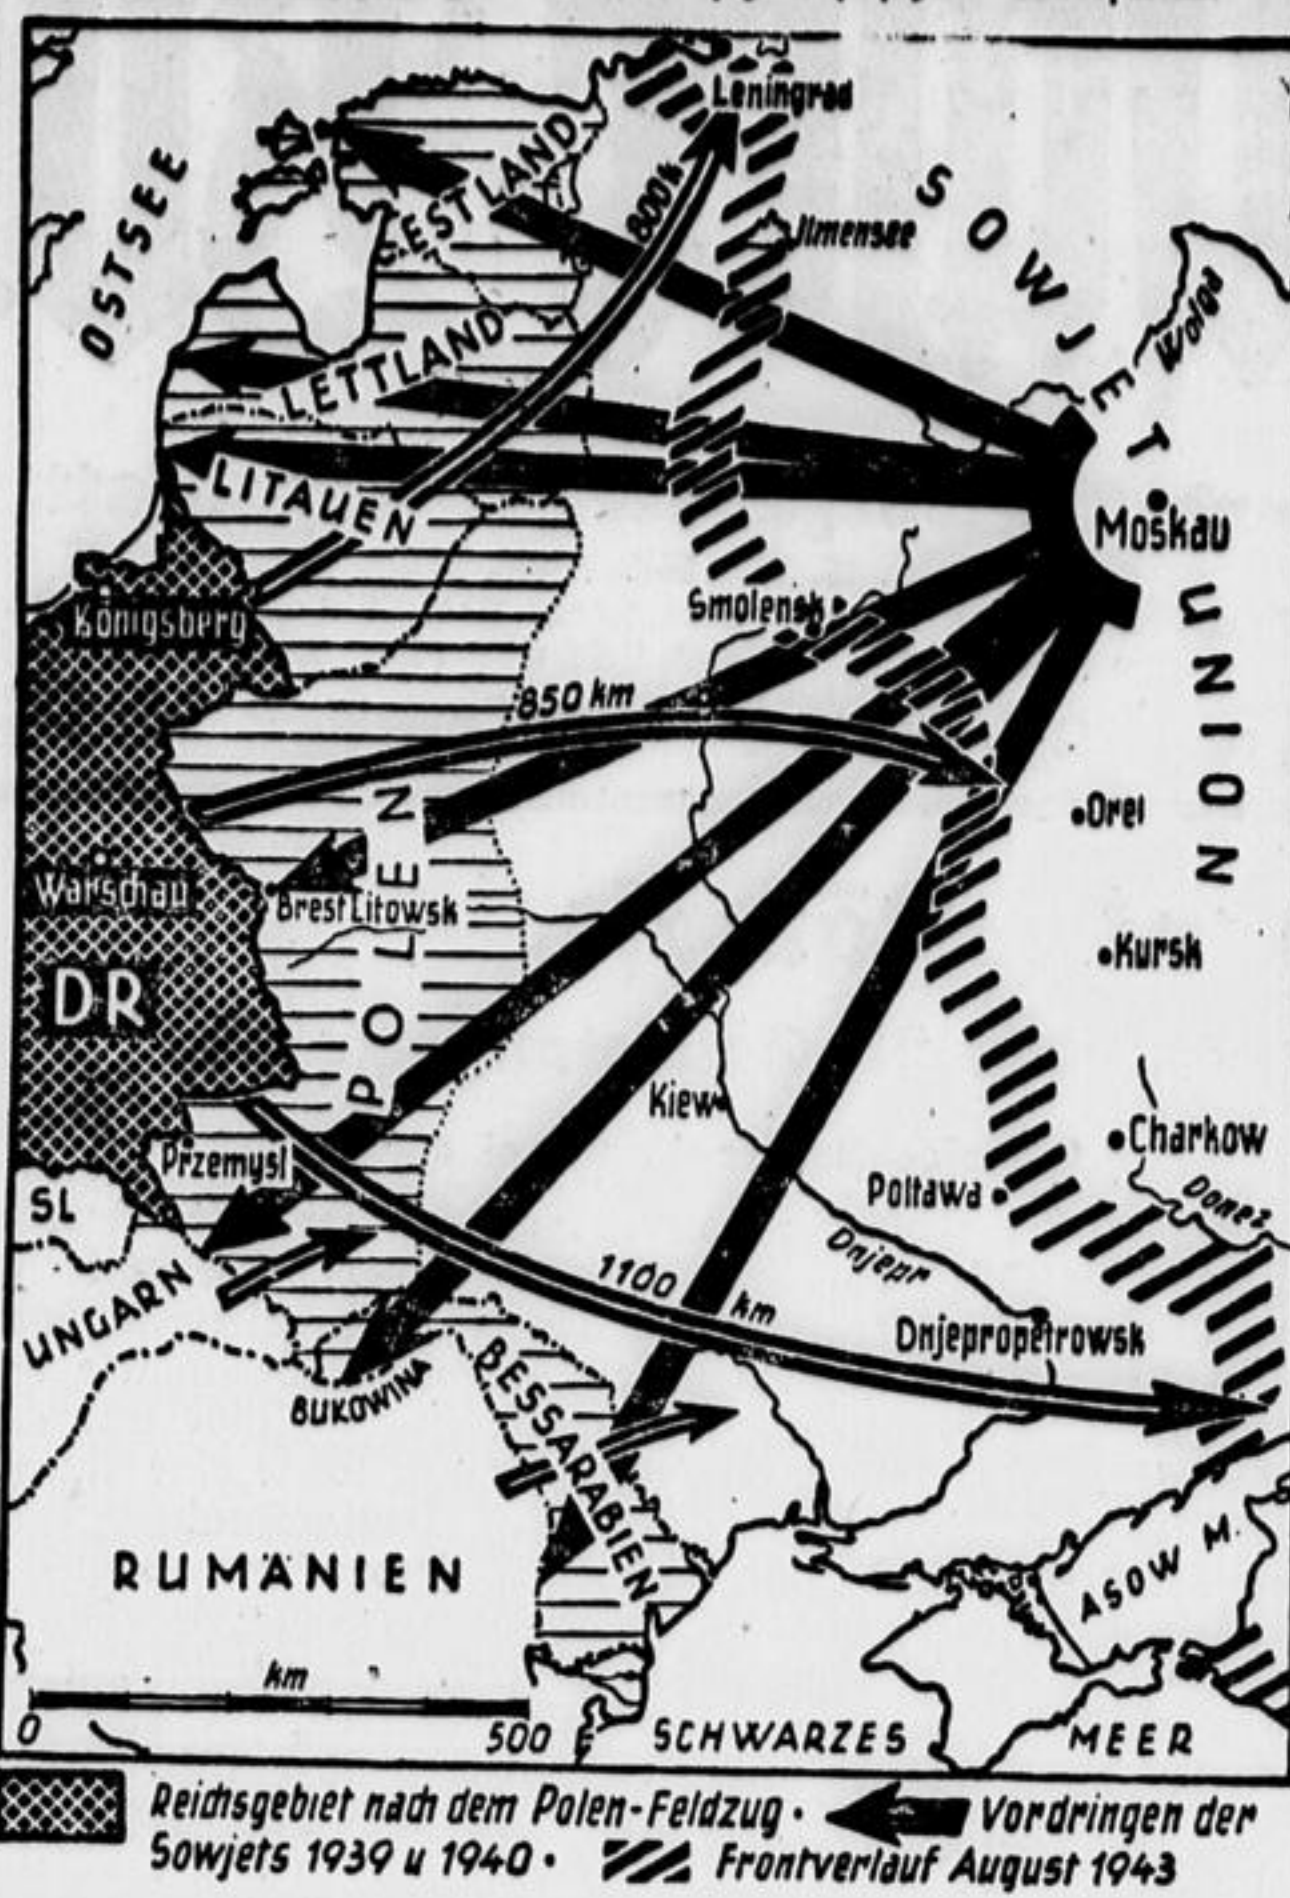 Leningrad
OSTSEE
ESTLAND
800 k
Jlmensee
SOWJET UNION
Wolga
LETTLAND
LITAUEN
Moskau
Königsberg
Smolensk
850 km
POLEN
Orel
Warschau
Brest Litowsk
DR
Kursk
Kiew
Charkow
Przemysl
Poltawa
Donez
SL
Dnjepr
UNGARN
1100 km
Dnjepropetrowsk
BUKOWINA
BESSARABIEN
RUMÄNIEN
ASOW M.
km
0 500
SCHWARZES MEER
Reichsgebiet nach dem Polen-Feldzug · Vordringen der
Sowjets 1939 u 1940 · Frontverlauf August 1943